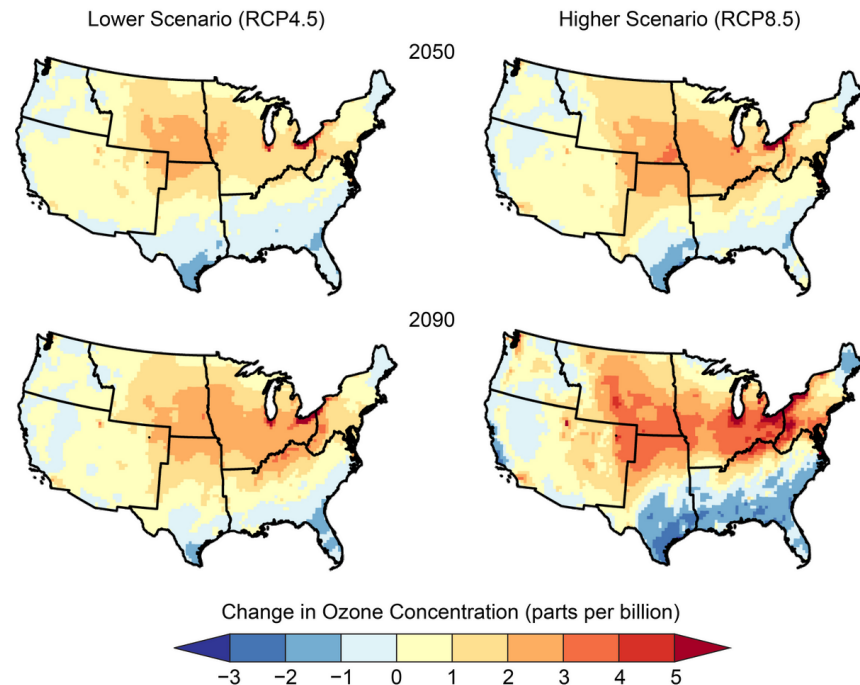 Lower Scenario (RCP4.5) Higher Scenario (RCP8.5)
2050
2090
Change in Ozone Concentration (parts per billion)
−3 −2 −1 0 1 2 3 4 5